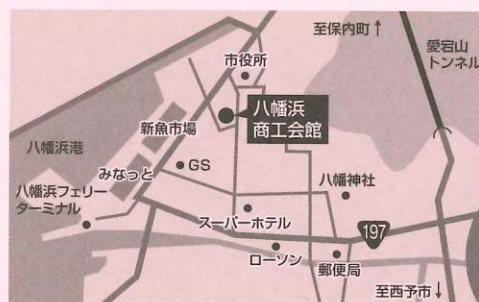 至保内町↑
愛宕山
トンネル
市役所
八幡浜
商工会館
新魚市場
八幡浜港
みなっと
GS
八幡浜フェリー
ターミナル
八幡神社
スーパーホテル
197
ローソン
郵便局
至西予市↓